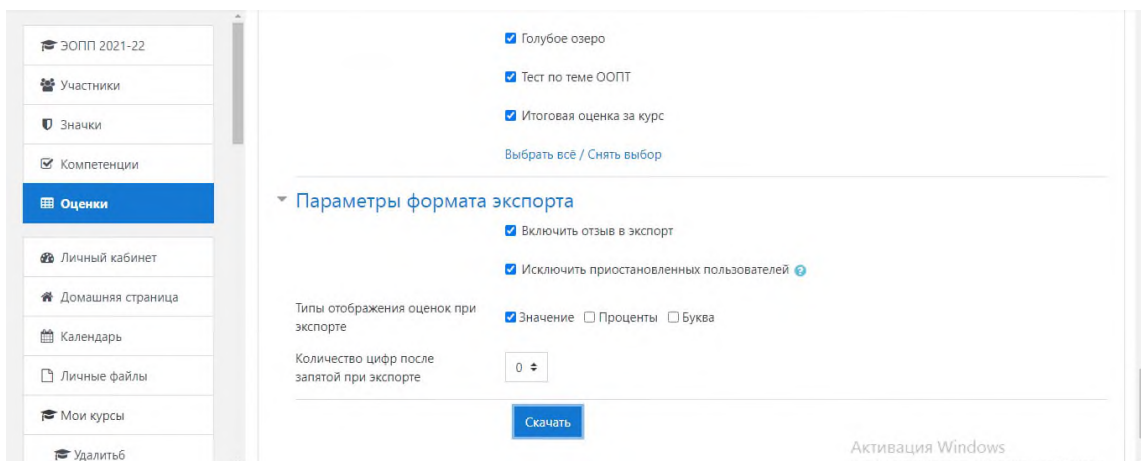 ЭОПП 2021-22
Участники
Значки
Компетенции
Оценки
Личный кабинет
Домашняя страница
Календарь
Личные файлы
Мои курсы
Удалить6
Голубое озеро
Тест по теме ООПТ
Итоговая оценка за курс
Выбрать всё / Снять выбор
Параметры формата экспорта
Включить отзыв в экспорт
Исключить приостановленных пользователей
Типы отображения оценок при
экспорте
Значение Проценты Буква
Количество цифр после
запятой при экспорте
0
Скачать
Активация Windows